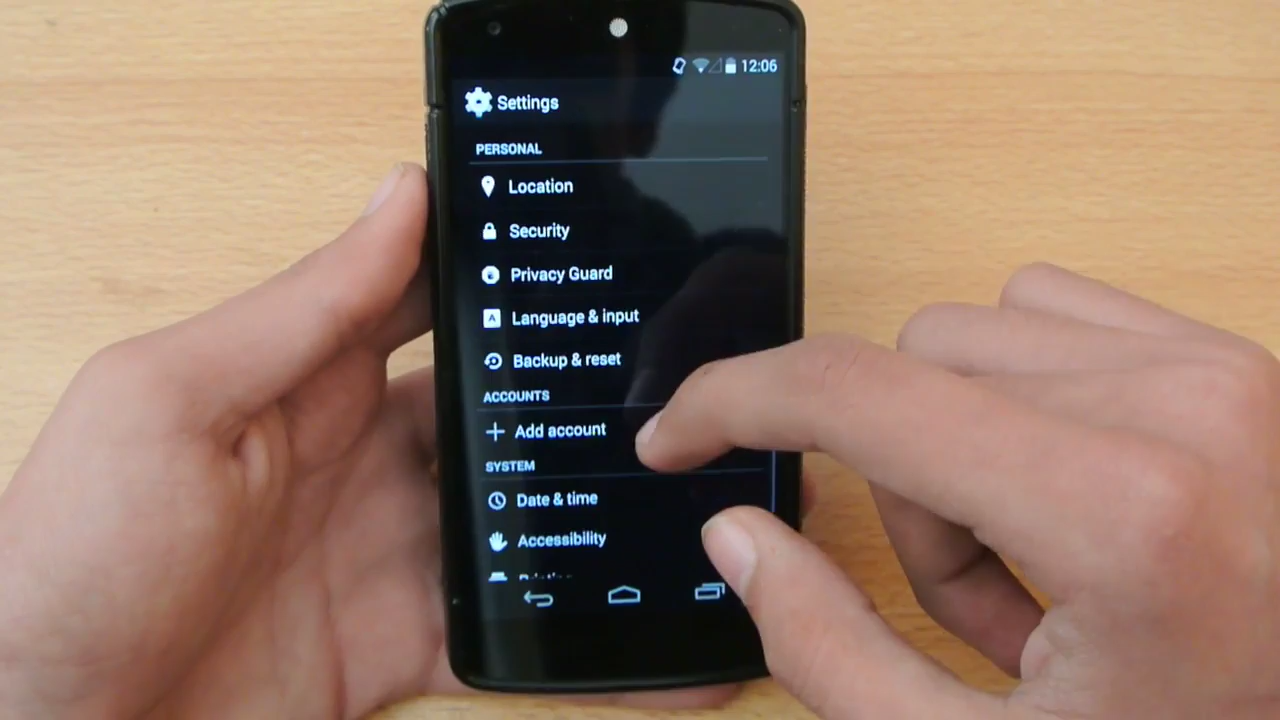 12:06
Settings
PERSONAL
Location
Security
Privacy Guard
Language & input
Backup & reset
ACCOUNTS
Add account
SYSTEM
Date & time
Accessibility